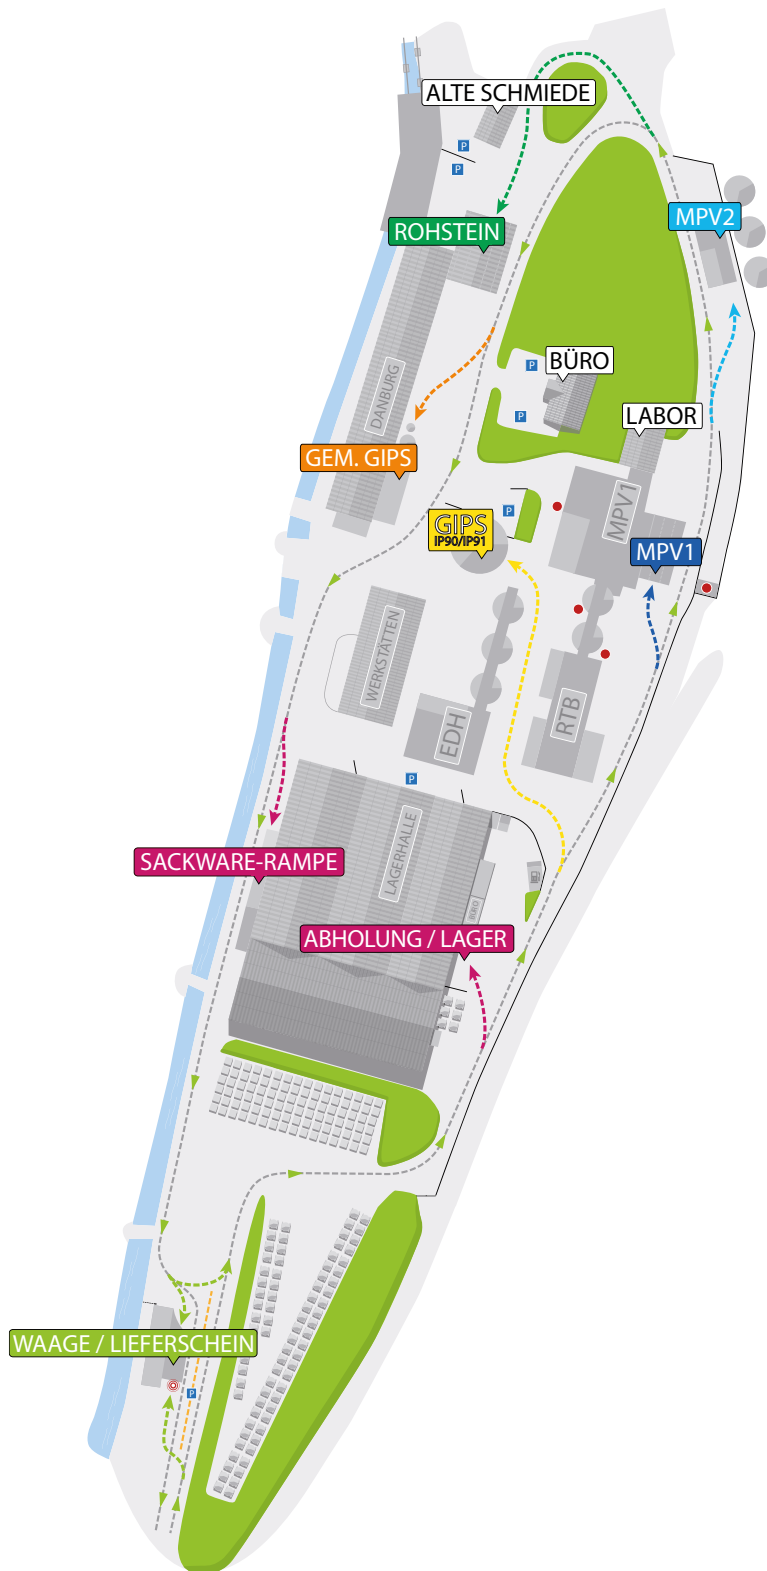 ALTE SCHMIEDE
P
P
MPV2
ROHSTEIN
BÜRO
P
DANBURG
P
LABOR
GEM. GIPS
MPV1
P
GIPS
IP90/IP91
MPV1
WERKSTÄTTEN
RTB
EDH
P
LAGERHALLE
SACKWARE-RAMPE
BÜRO
ABHOLUNG / LAGER
WAAGE / LIEFERSCHEIN
P